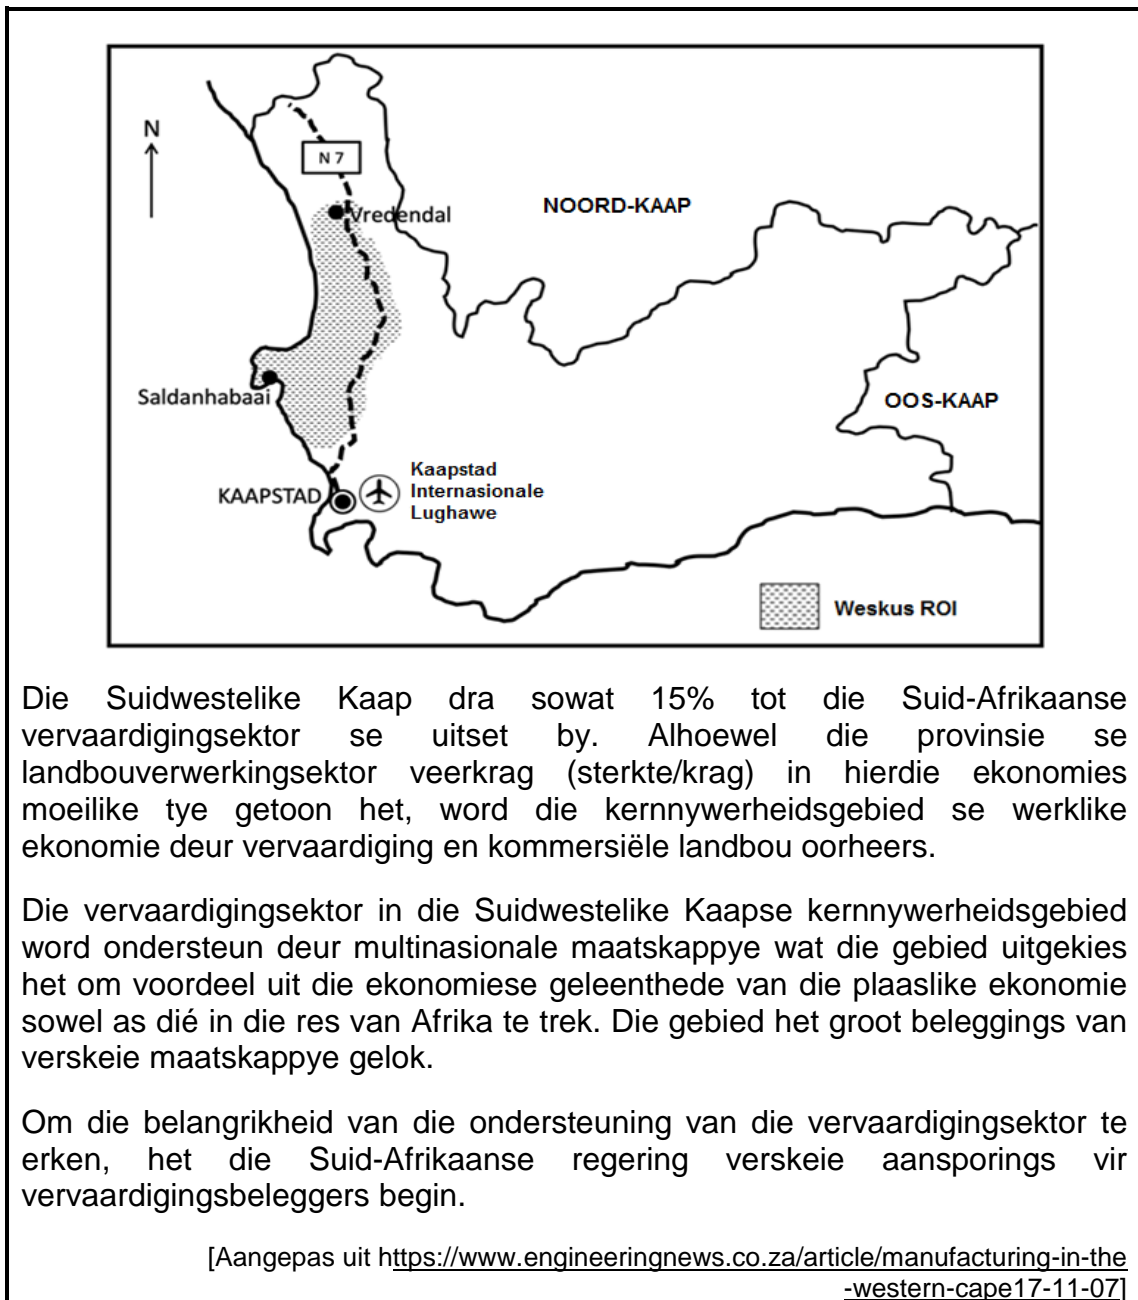 N
N 7
Vredendal
NOORD-KAAP
Saldanhabaai
OOS-KAAP
KAAPSTAD
Kaapstad
Internasionale
Lughawe
Weskus ROI
Die Suidwestelike Kaap dra sowat 15% tot die Suid-Afrikaanse
vervaardigingsektor se uitset by. Alhoewel die provinsie se
landbouverwerkingsektor veerkrag (sterkte/krag) in hierdie ekonomies
moeilike tye getoon het, word die kernnywerheidsgebied se werklike
ekonomie deur vervaardiging en kommersiële landbou oorheers.
Die vervaardigingsektor in die Suidwestelike Kaapse kernnywerheidsgebied
word ondersteun deur multinasionale maatskappye wat die gebied uitgekies
het om voordeel uit die ekonomiese geleenthede van die plaaslike ekonomie
sowel as dié in die res van Afrika te trek. Die gebied het groot beleggings van
verskeie maatskappye gelok.
Om die belangrikheid van die ondersteuning van die vervaardigingsektor te
erken, het die Suid-Afrikaanse regering verskeie aansporings vir
vervaardigingsbeleggers begin.
[Aangepas uit https://www.engineeringnews.co.za/article/manufacturing-in-the
-western-cape17-11-07]